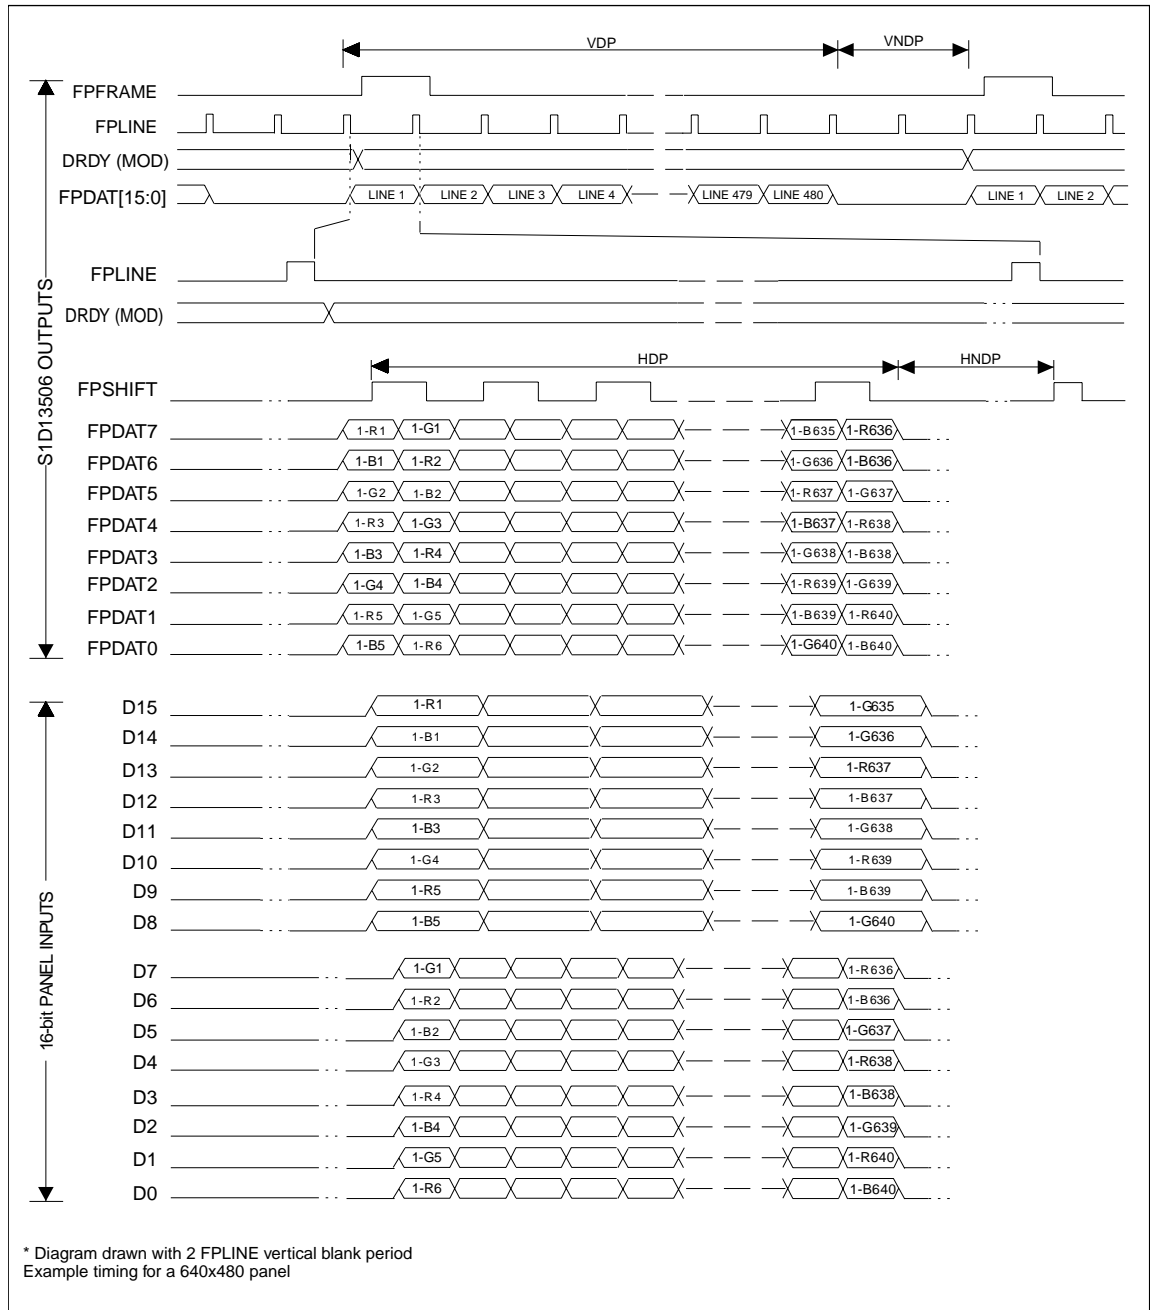 VDP VNDP
FPFRAME
FPLINE
DRDY (MOD)
FPDAT[15:0] LINE 1 LINE 2 LINE 3 LINE 4 LINE 479 LINE 480 LINE 1 LINE 2
FPLINE
DRDY (MOD)
HDP HNDP
FPSHIFT
FPDAT7 1-R1 1-G1 1-B635 1-R636
FPDAT6 1-B1 1-R2 1-G636 1-B636
FPDAT5 1-G2 1-B2 1-R637 1-G637
FPDAT4 1-R3 1-G3 1-B637 1-R638
FPDAT3 1-B3 1-R4 1-G638 1-B638
FPDAT2 1-G4 1-B4 1-R639 1-G639
FPDAT1 1-R5 1-G5 1-B639 1-R640
FPDAT0 1-B5 1-R6 1-G640 1-B640
S1D13506 OUTPUTS
D15 1-R1 1-G635
D14 1-B1 1-G636
D13 1-G2 1-R637
D12 1-R3 1-B637
D11 1-B3 1-G638
D10 1-G4 1-R639
D9 1-R5 1-B639
D8 1-B5 1-G640
D7 1-G1 1-R636
D6 1-R2 1-B636
D5 1-B2 1-G637
D4 1-G3 1-R638
D3 1-R4 1-B638
D2 1-B4 1-G639
D1 1-G5 1-R640
D0 1-R6 1-B640
16-bit PANEL INPUTS
* Diagram drawn with 2 FPLINE vertical blank period
Example timing for a 640x480 panel